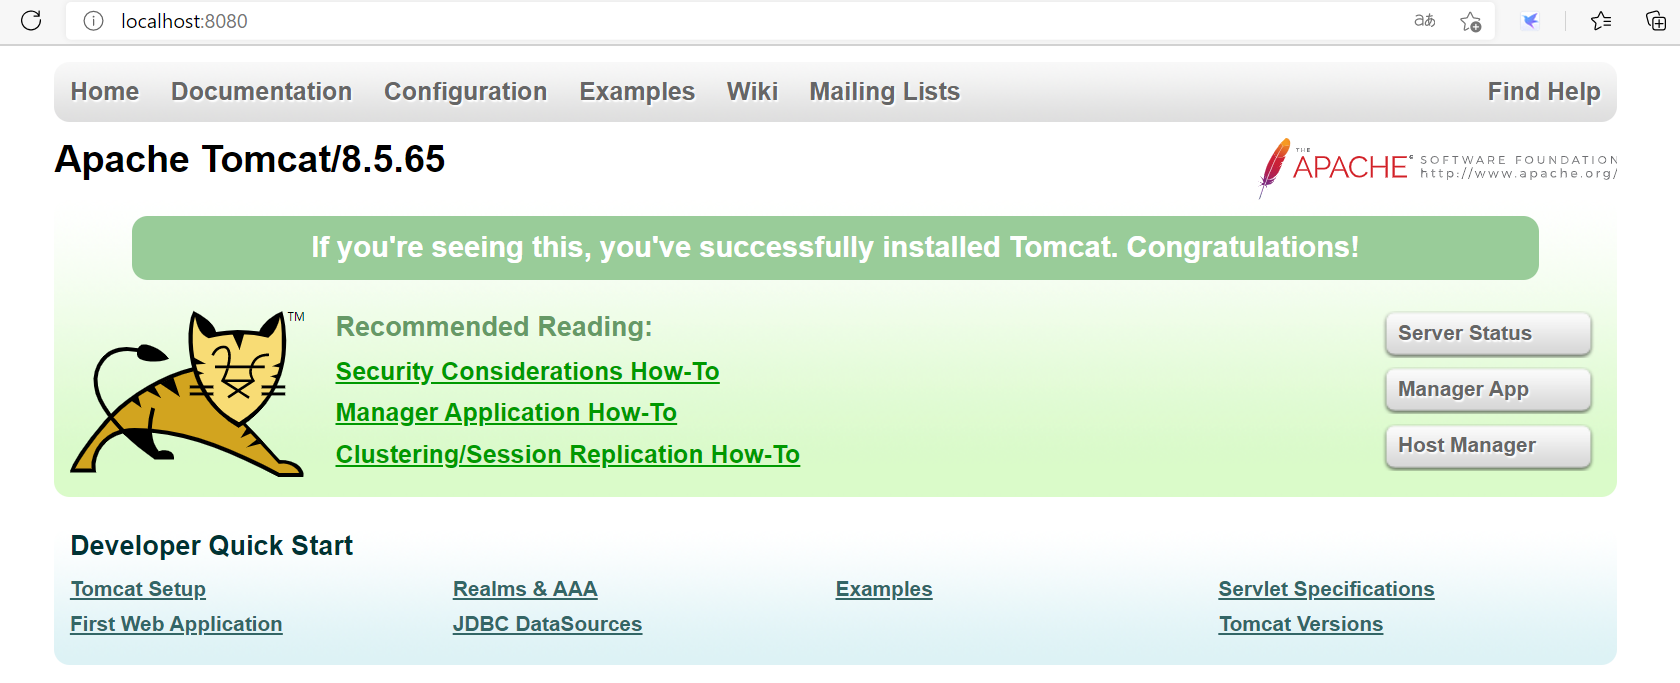 localhost:8080
aあ
Home Documentation Configuration Examples Wiki Mailing Lists Find Help
Apache Tomcat/8.5.65
THE
APACHE SOFTWARE FOUNDATION
http://www.apache.org/
If you're seeing this, you've successfully installed Tomcat. Congratulations!
TM
Recommended Reading:
Security Considerations How-To
Manager Application How-To
Clustering/Session Replication How-To
Server Status
Manager App
Host Manager
Developer Quick Start
Tomcat Setup
First Web Application
Realms & AAA
JDBC DataSources
Examples
Servlet Specifications
Tomcat Versions